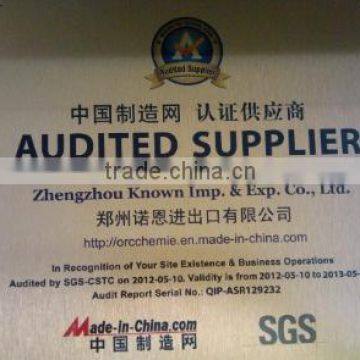 Audited Supplier
中国制造网 认证供应商
AUDITED SUPPLIER
trade.china.cn
Zhengzhou Known Imp. & Exp. Co., Ltd.
郑州诺恩进出口有限公司
http://orcchemie.en.made-in-china.com
In Recognition of Your Site Existence & Business Operations
Audited by SGS-CSTC on 2012-05-10. Validity is from 2012-05-10 to 2013-05-
Audit Report Serial No.: QIP-ASR129232
Made-in-China.com
中国制造网
SGS